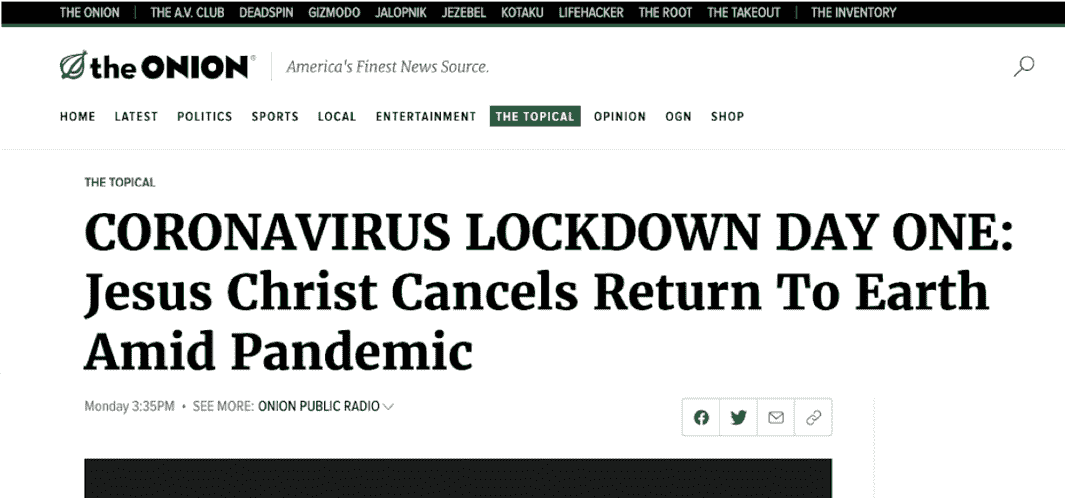 THE ONION THE A.V. CLUB DEADSPIN GIZMODO JALOPNIK JEZEBEL KOTAKU LIFEHACKER THE ROOT THE TAKEOUT THE INVENTORY
the ONION® America's Finest News Source.
HOME LATEST POLITICS SPORTS LOCAL ENTERTAINMENT THE TOPICAL OPINION OGN SHOP
THE TOPICAL
CORONAVIRUS LOCKDOWN DAY ONE:
Jesus Christ Cancels Return To Earth
Amid Pandemic
Monday 3:35PM • SEE MORE: ONION PUBLIC RADIO